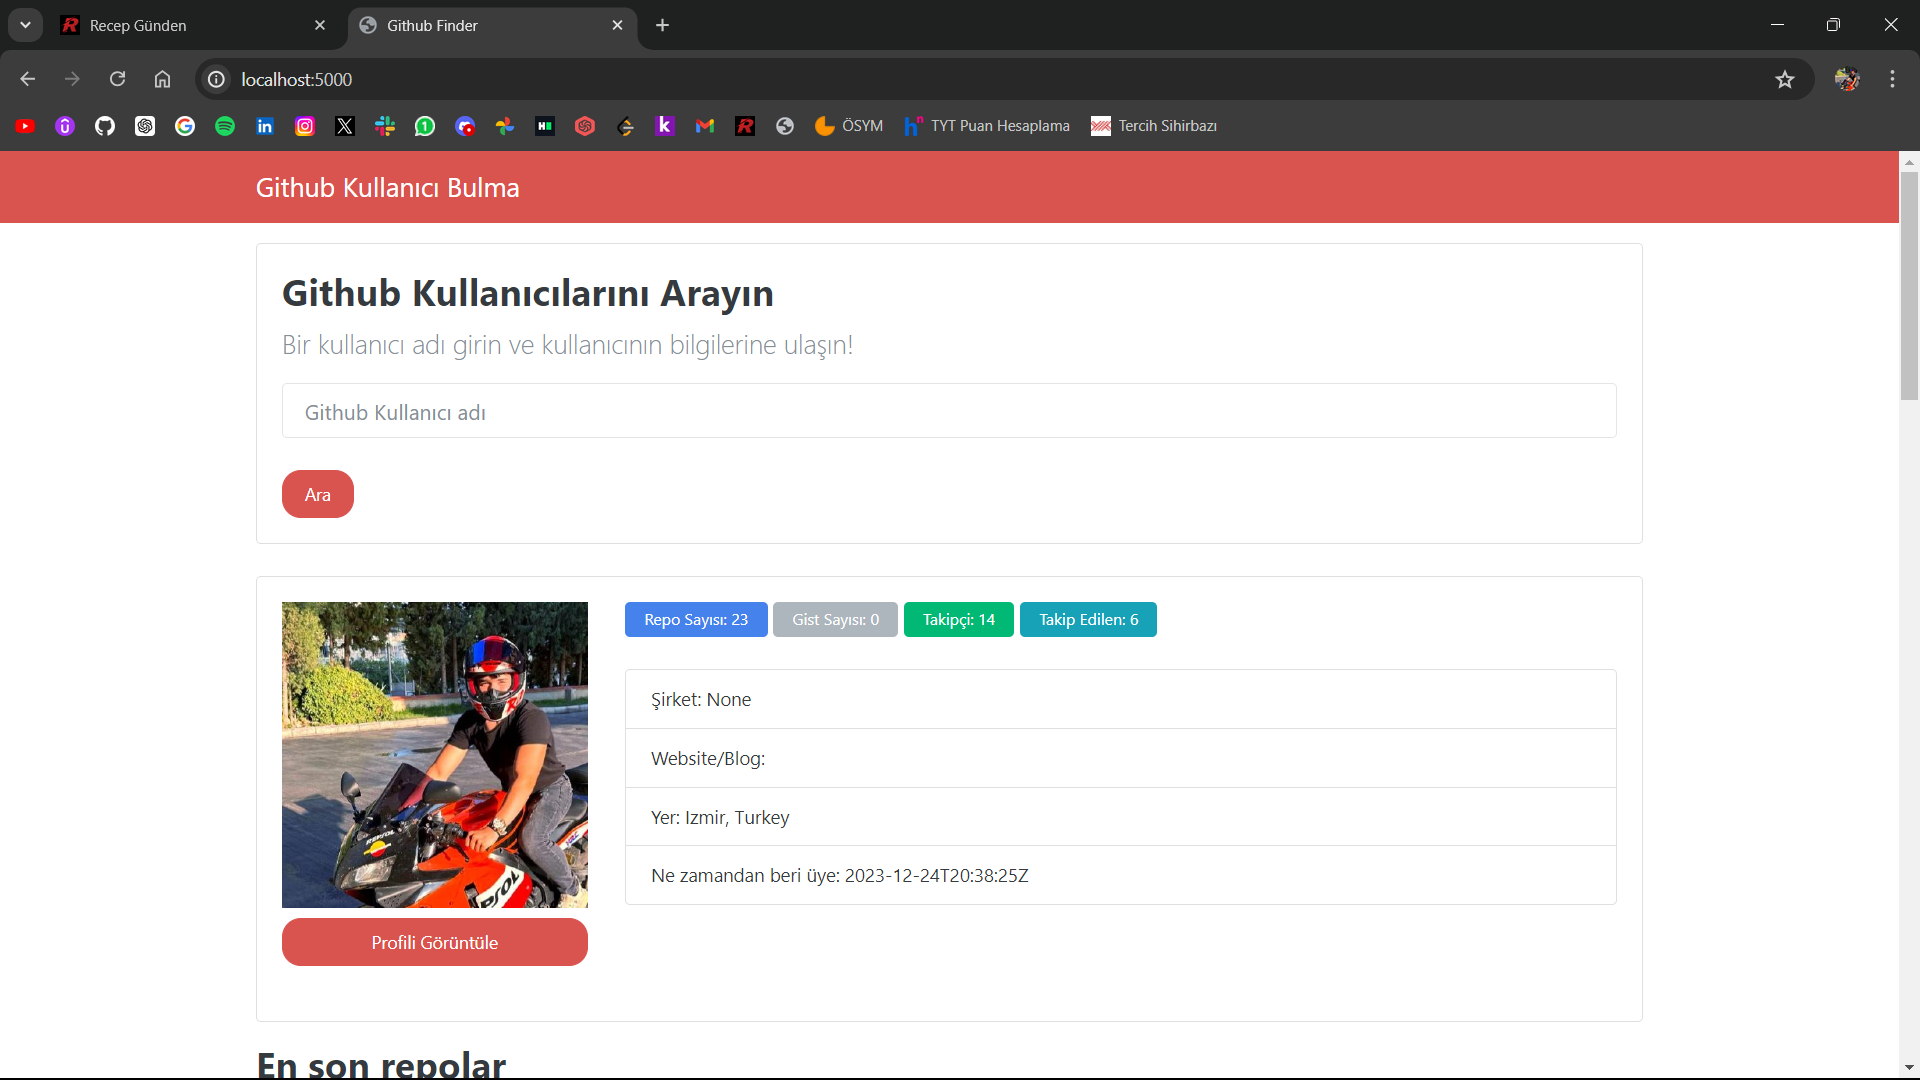 Recep Günden
Github Finder
localhost:5000
ÖSYM
TYT Puan Hesaplama
Tercih Sihirbazı
Github Kullanıcı Bulma
Github Kullanıcılarını Arayın
Bir kullanıcı adı girin ve kullanıcının bilgilerine ulaşın!
Github Kullanıcı adı
Ara
Repo Sayısı: 23
Gist Sayısı: 0
Takipçi: 14
Takip Edilen: 6
Şirket: None
Website/Blog:
Yer: Izmir, Turkey
Ne zamandan beri üye: 2023-12-24T20:38:25Z
REPSOL
Profili Görüntüle
En son repolar